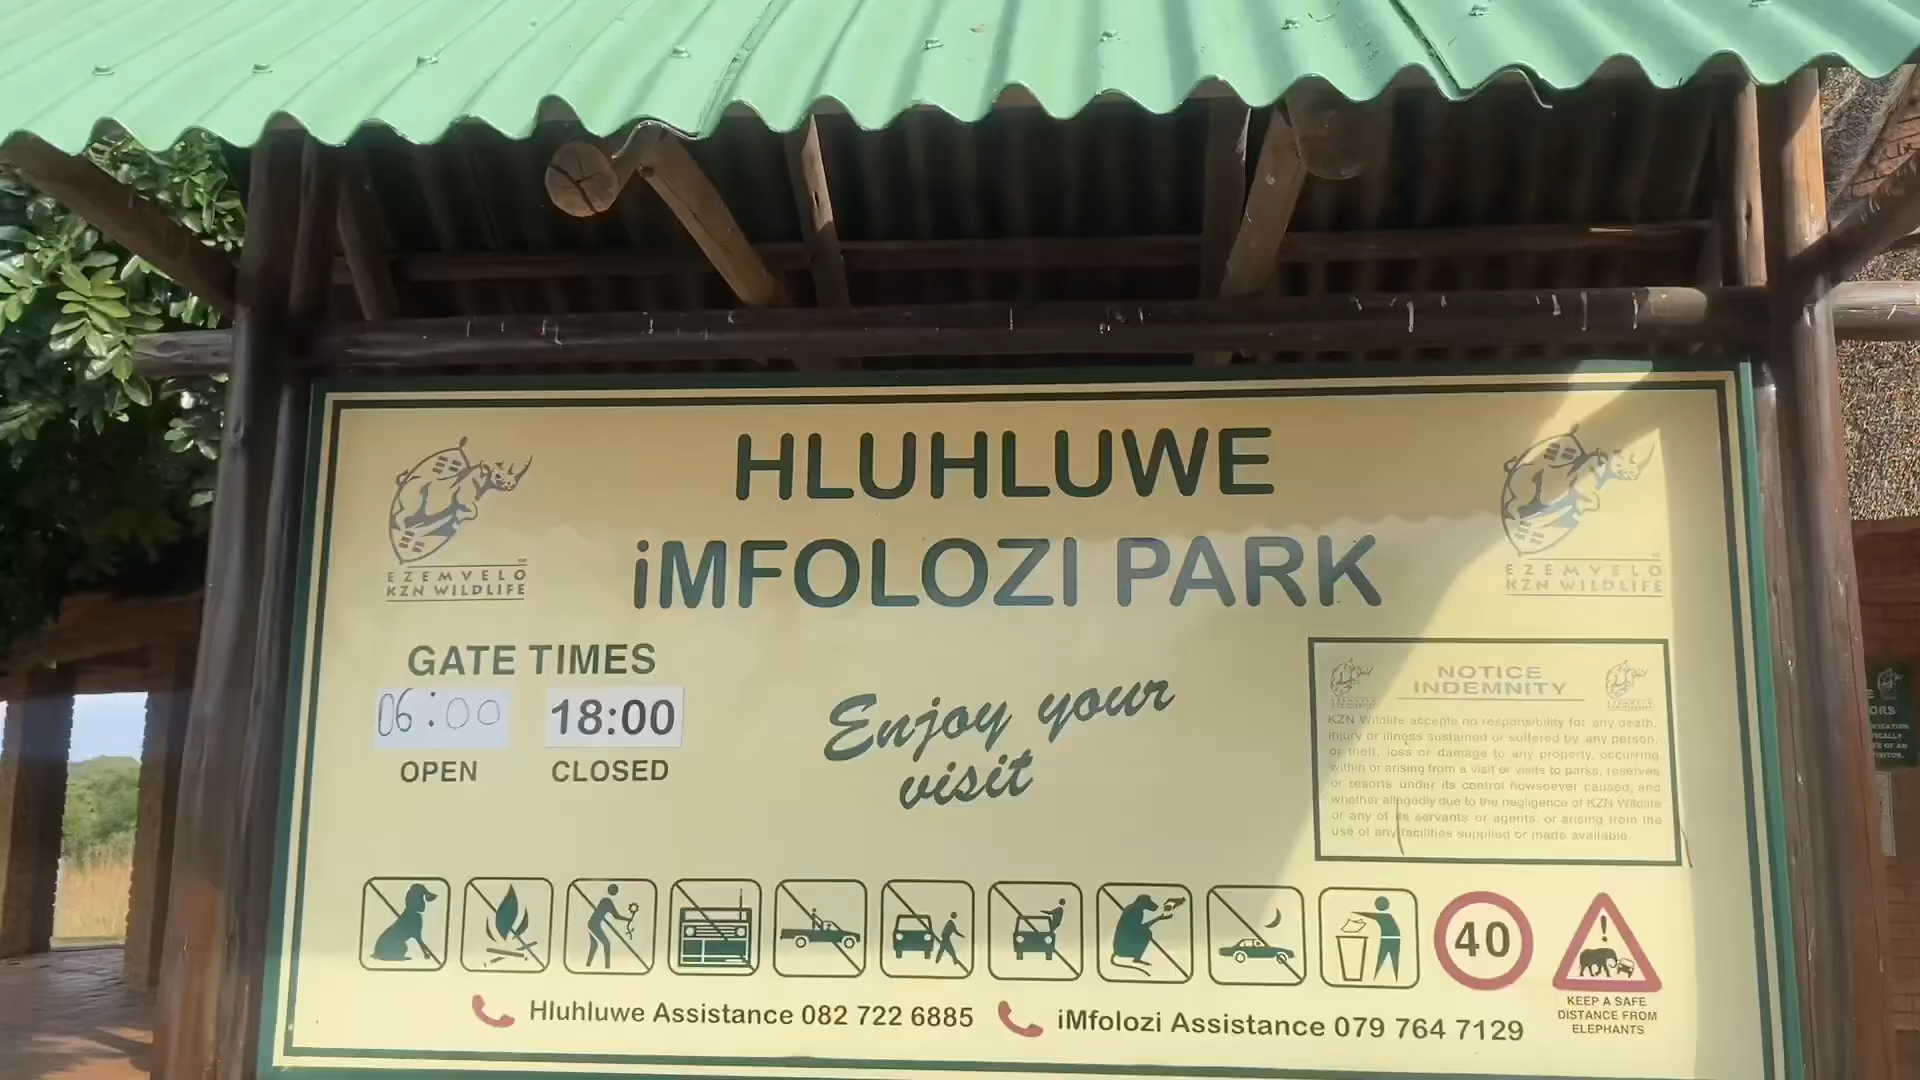 HLUHLUWE
iMFOLOZI PARK
EZEMVELO
KZN WILDLIFE
EZEMVELO
KZN WILDLIFE
GATE TIMES
06:00
18:00
OPEN
CLOSED
Enjoy your
visit
NOTICE
INDEMNITY
KZN Wildlife accepts no responsibility for any death,
injury or illness sustained or suffered by any person,
or theft, loss or damage to any property, occurring
within or arising from a visit or visits to parks, reserves
or resorts under its control howsoever caused, and
whether allegedly due to the negligence of KZN Wildlife
or any of its servants or agents, or arising from the
use of any facilities supplied or made available.
40
KEEP A SAFE
DISTANCE FROM
ELEPHANTS
Hluhluwe Assistance 082 722 6885
iMfolozi Assistance 079 764 7129